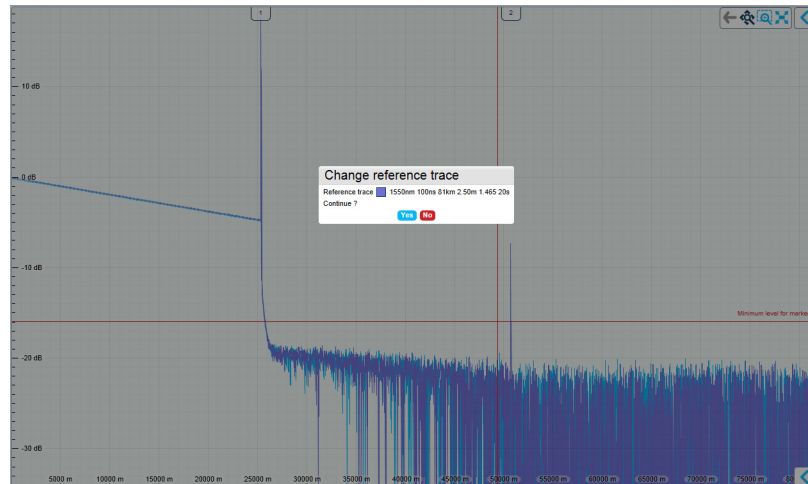 1
2
10 dB
0 dB
Change reference trace
Reference trace 1550nm 100ns 81km 2.50m 1.465 20s
Continue ?
Yes No
-10 dB
Minimum level for marker
-20 dB
-30 dB
5000 m 10000 m 15000 m 20000 m 25000 m 30000 m 35000 m 40000 m 45000 m 50000 m 55000 m 60000 m 65000 m 70000 m 75000 m